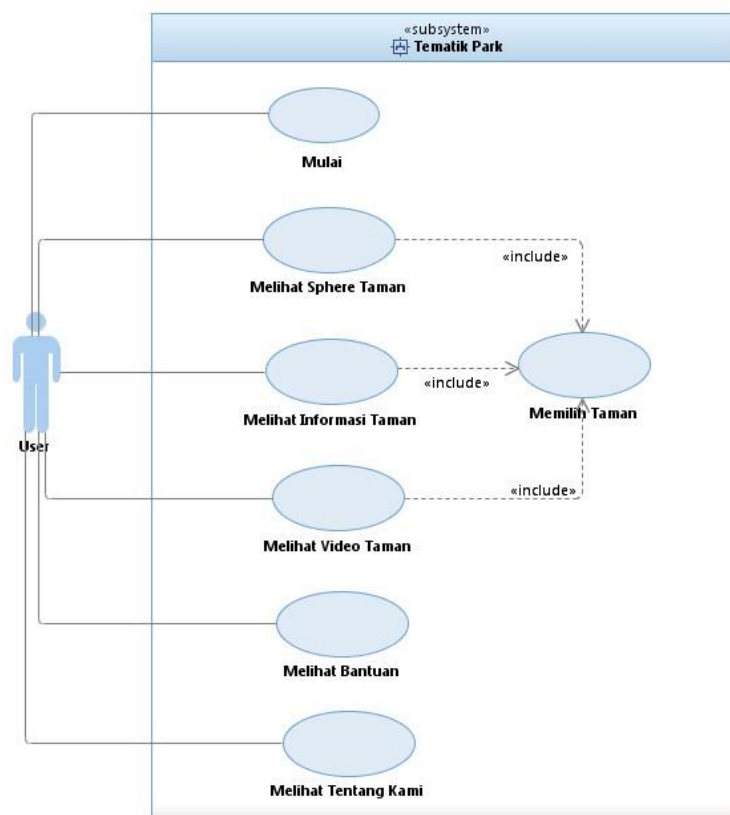 «subsystem»
Tematik Park
Mulai
Melihat Sphere Taman
«include»
Melihat Informasi Taman
«include»
Memilih Taman
User
Melihat Video Taman
«include»
Melihat Bantuan
Melihat Tentang Kami